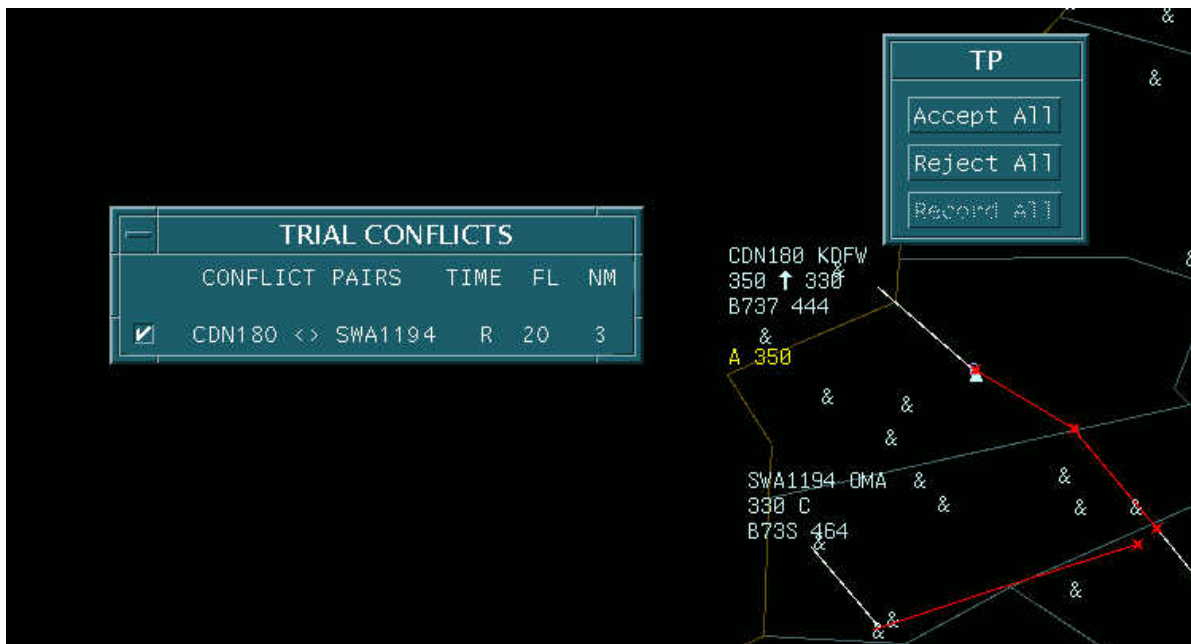 TP
Accept All
Reject All
Record All
TRIAL CONFLICTS
CONFLICT PAIRS TIME FL NM
CDN180 <> SWA1194 R 20 3
CDN180 KDFW
350 ↑ 330
B737 444
A 350
SWA1194 OMA
330 C
B73S 464